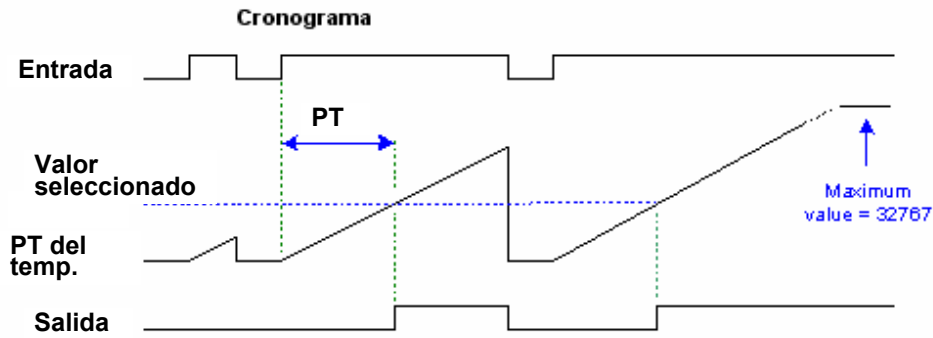 Cronograma
Entrada
PT
Valor
seleccionado
Maximum
value = 32767
PT del
temp.
Salida